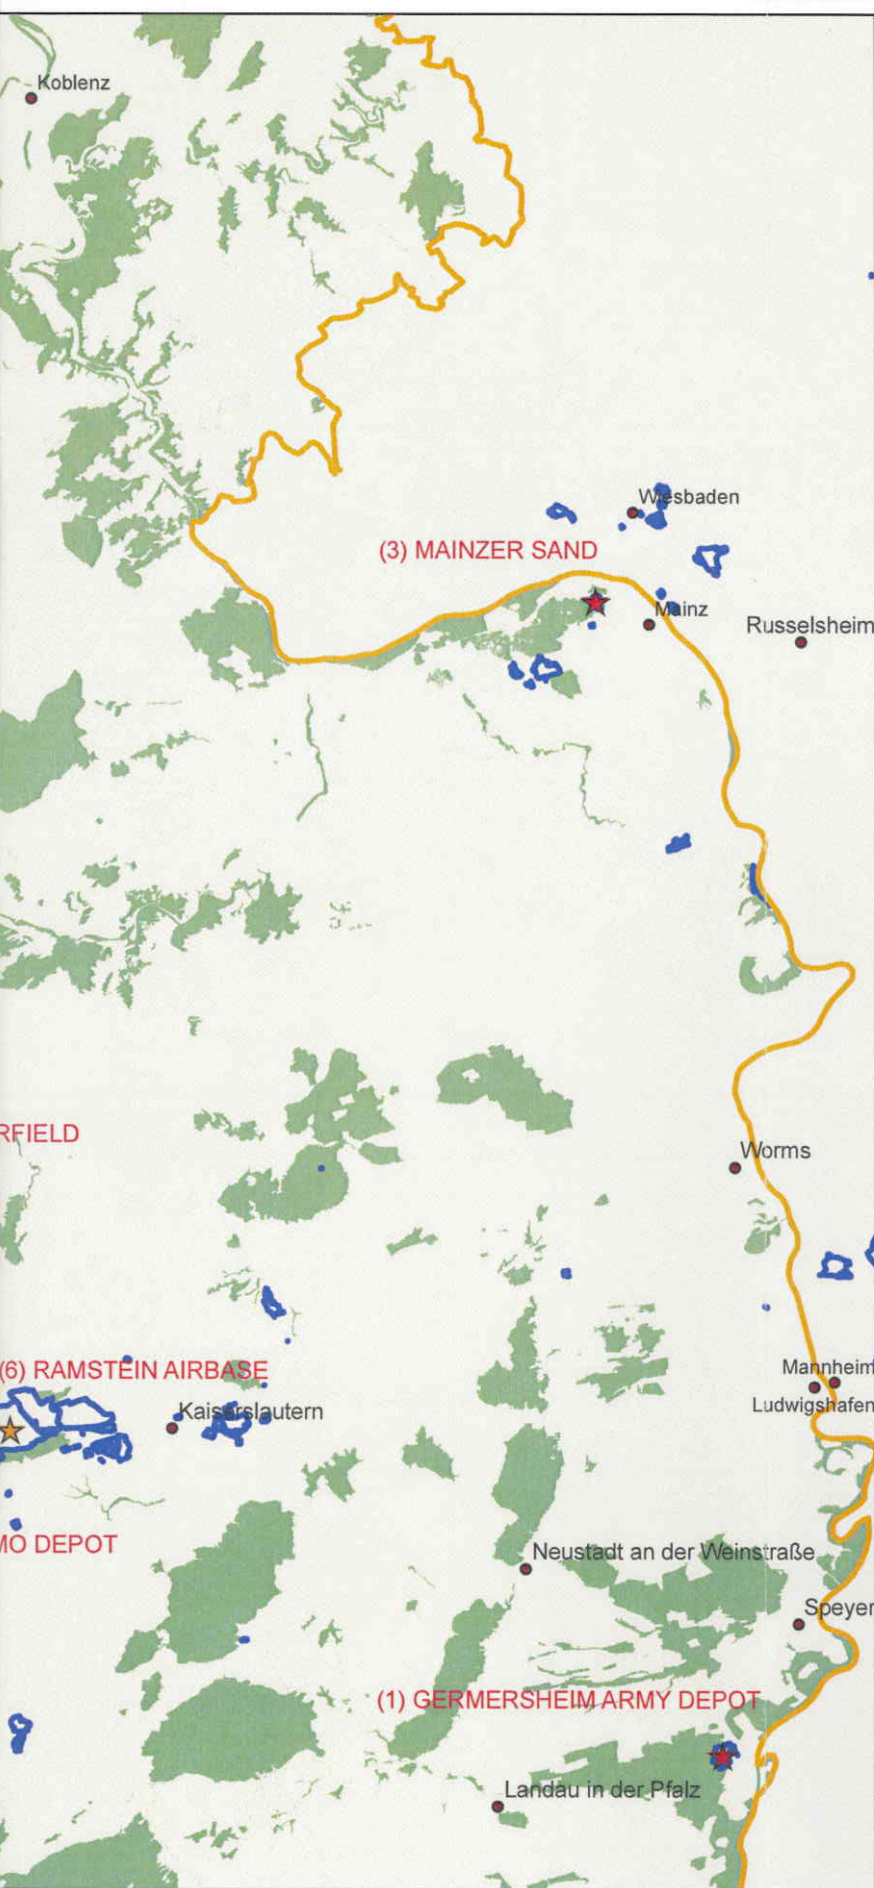 Koblenz
Wiesbaden
(3) MAINZER SAND
Mainz
Russelsheim
RFIELD
Worms
(6) RAMSTEIN AIRBASE
Mannheim
Ludwigshafen
Kaiserslautern
MO DEPOT
Neustadt an der Weinstraße
Speyer
(1) GERMERSHEIM ARMY DEPOT
Landau in der Pfalz